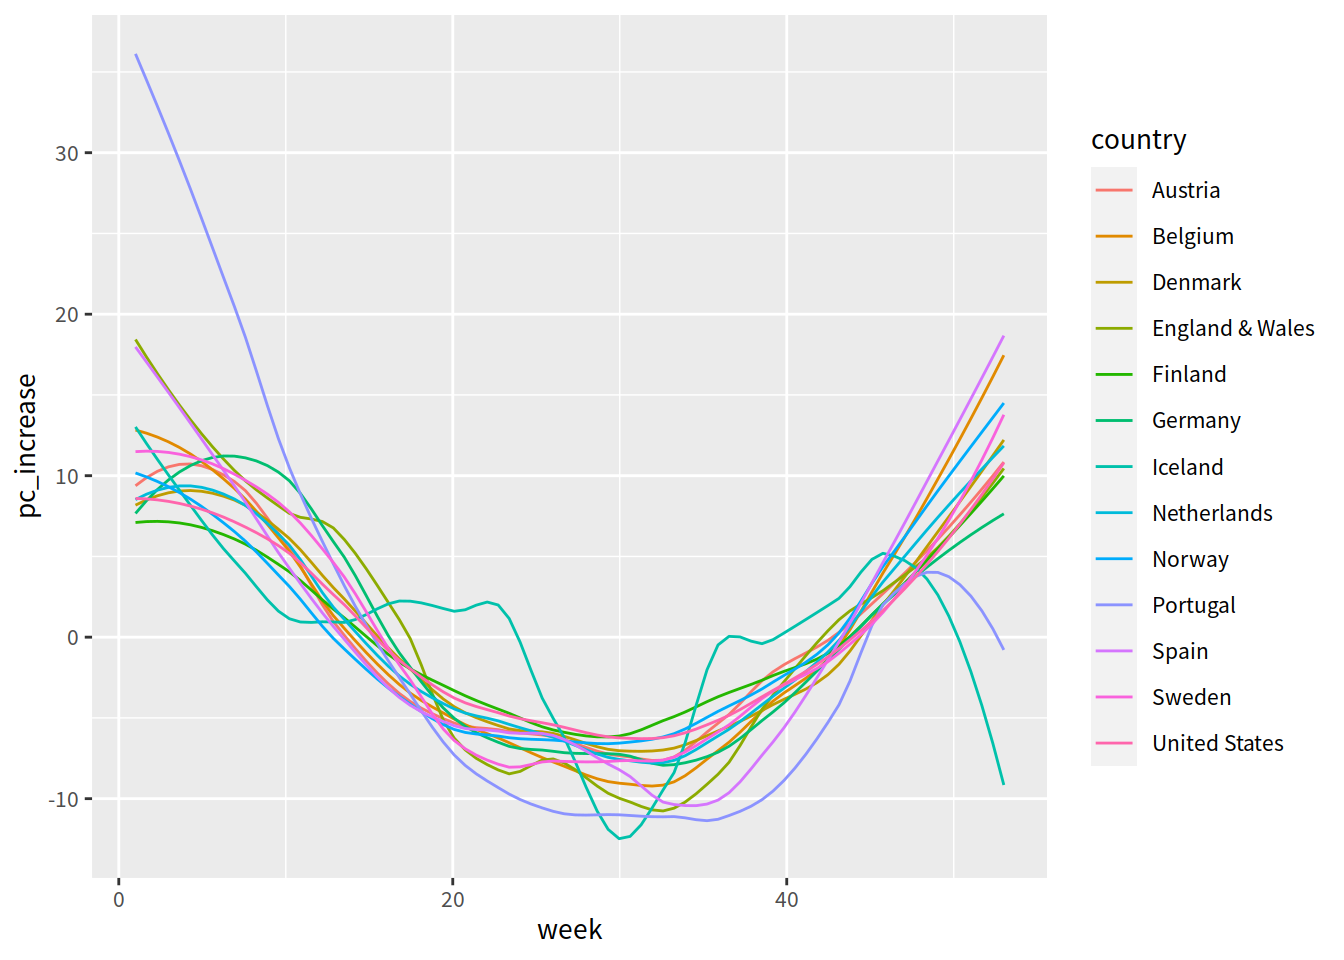 30
20
10
0
-10
pc_increase
0
20
40
week
country
Austria
Belgium
Denmark
England & Wales
Finland
Germany
Iceland
Netherlands
Norway
Portugal
Spain
Sweden
United States